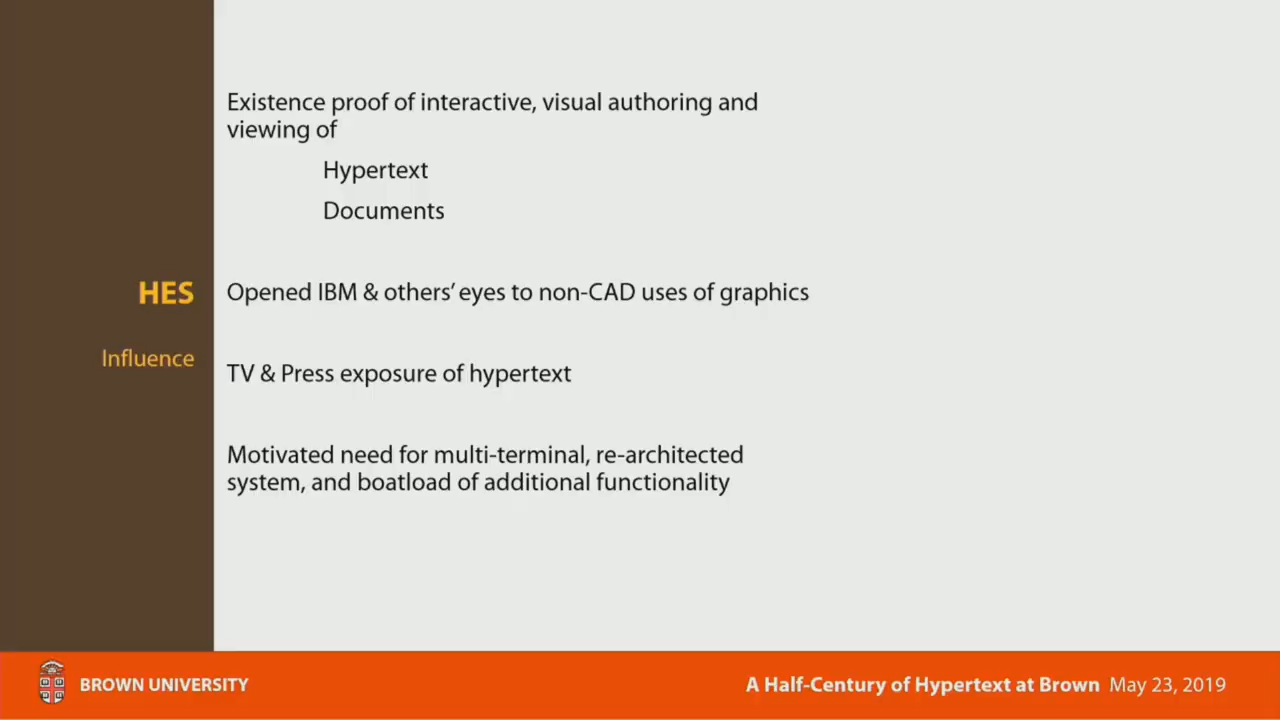 Existence proof of interactive, visual authoring and
viewing of
Hypertext
Documents
HES
Opened IBM & others’ eyes to non-CAD uses of graphics
Influence
TV & Press exposure of hypertext
Motivated need for multi-terminal, re-architected
system, and boatload of additional functionality
BROWN UNIVERSITY
A Half-Century of Hypertext at Brown May 23, 2019